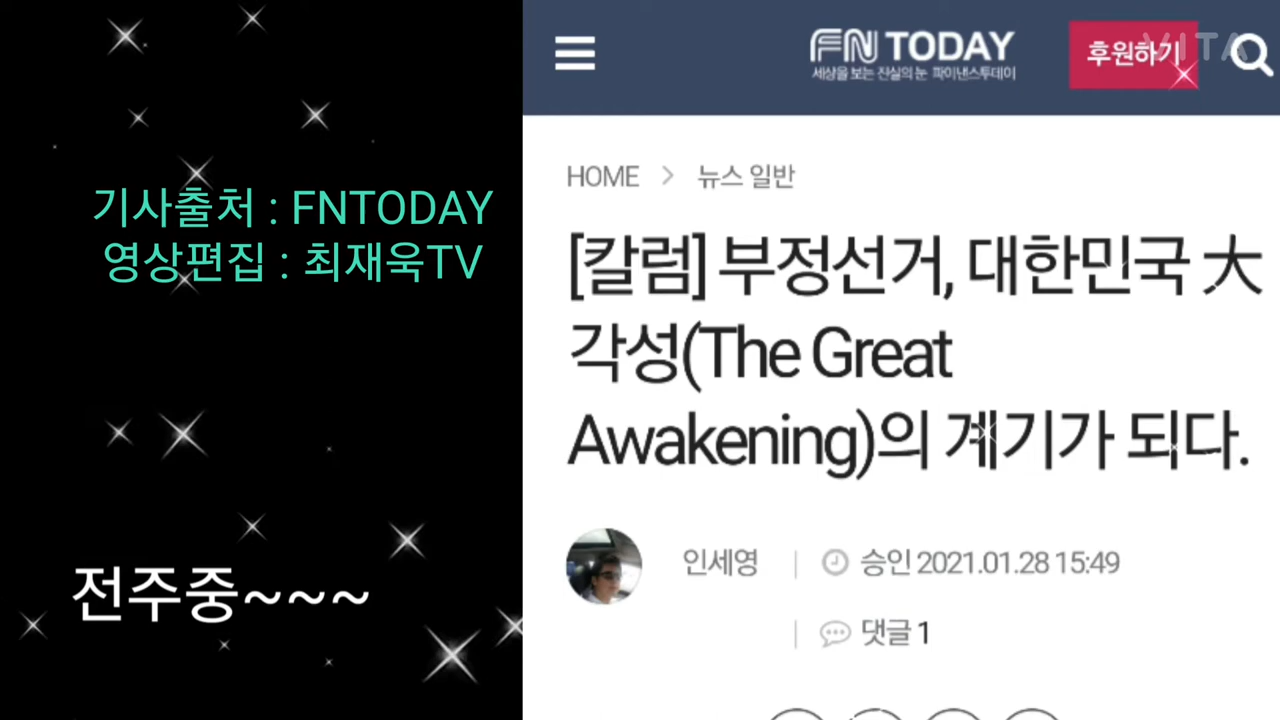 기사출처 : FNTODAY
영상편집 : 최재욱TV
전주중~~~
FN TODAY
세상을 보는 진실의 눈 파이낸스투데이
후원하기
VITA
HOME > 뉴스 일반
[칼럼] 부정선거, 대한민국 大
각성(The Great
Awakening)의 계기가 되다.
인세영 | 승인 2021.01.28 15:49
| 댓글 1